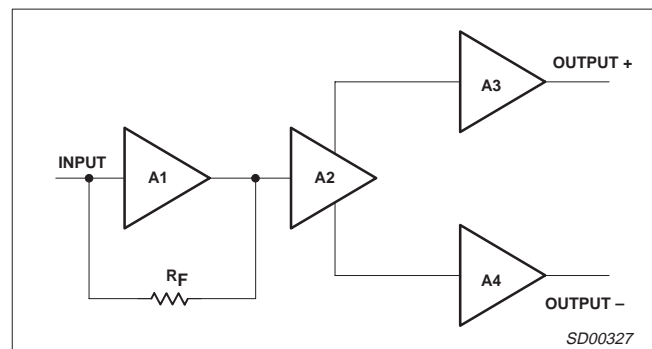 OUTPUT +
A3
INPUT
A1
A2
RF
A4
OUTPUT –
SD00327